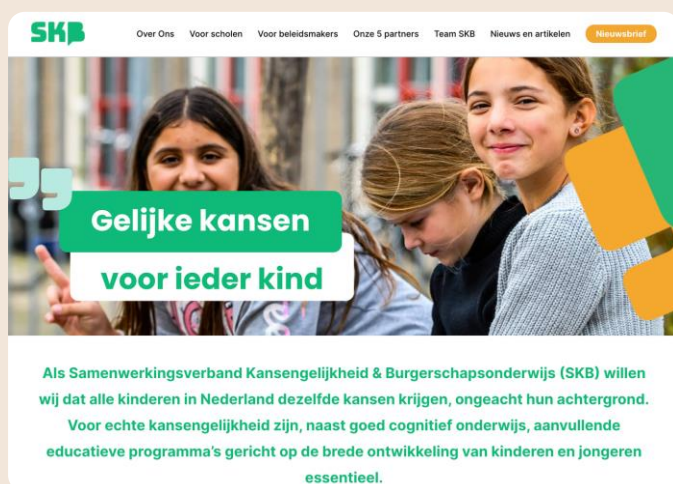 SKB
Over Ons Voor scholen Voor beleidsmakers Onze 5 partners Team SKB Nieuws en artikelen Nieuwsbrief
Gelijke kansen
voor ieder kind
Als Samenwerkingsverband Kansengelijkheid & Burgerschapsonderwijs (SKB) willen
wij dat alle kinderen in Nederland dezelfde kansen krijgen, ongeacht hun achtergrond.
Voor echte kansengelijkheid zijn, naast goed cognitief onderwijs, aanvullende
educatieve programma's gericht op de brede ontwikkeling van kinderen en jongeren
essentieel.